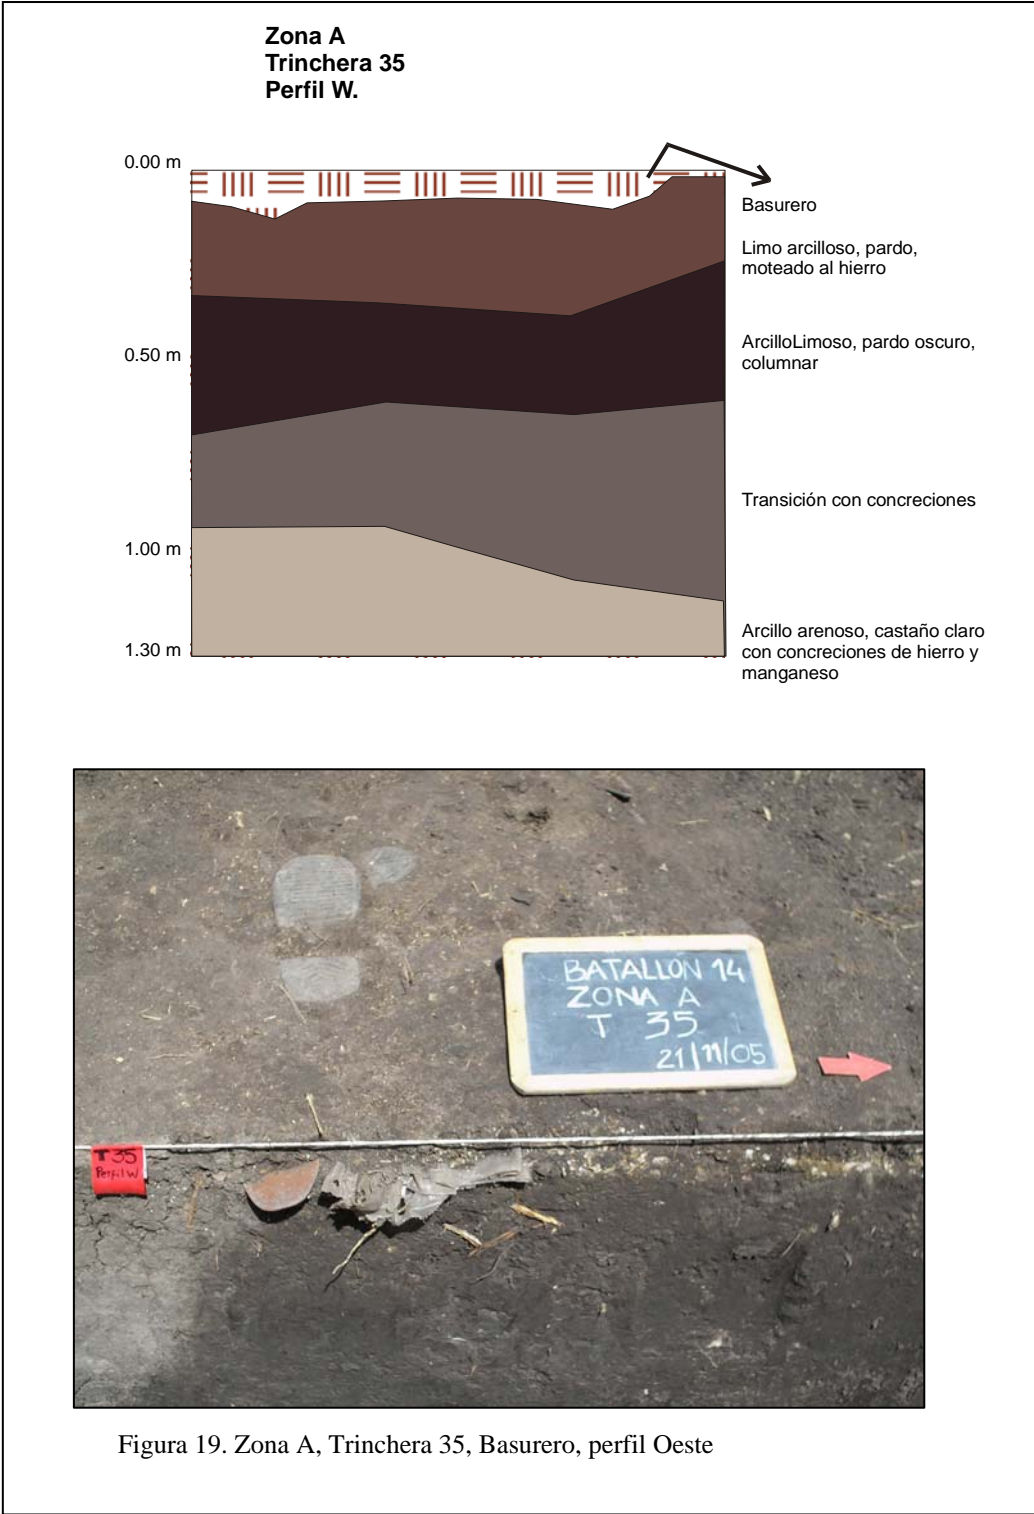 Zona A
Trinchera 35
Perfil W.
0.00 m
Basurero
Limo arcilloso, pardo,
moteado al hierro
0.50 m
ArcilloLimoso, pardo oscuro,
columnar
Transición con concreciones
1.00 m
1.30 m
Arcillo arenoso, castaño claro
con concreciones de hierro y
manganeso
BATALLON 14
ZONA A
T 35
21/11/05
T 35
Perfil W
Figura 19. Zona A, Trinchera 35, Basurero, perfil Oeste